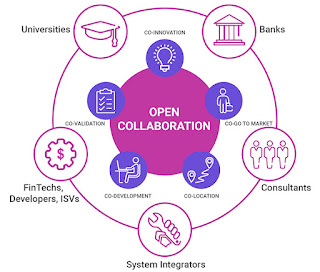 Universities
Banks
CO-INNOVATION
CO-VALIDATION
OPEN
COLLABORATION
CO-GO TO MARKET
CO-DEVELOPMENT
CO-LOCATION
FinTechs,
Developers, ISVs
Consultants
System Integrators